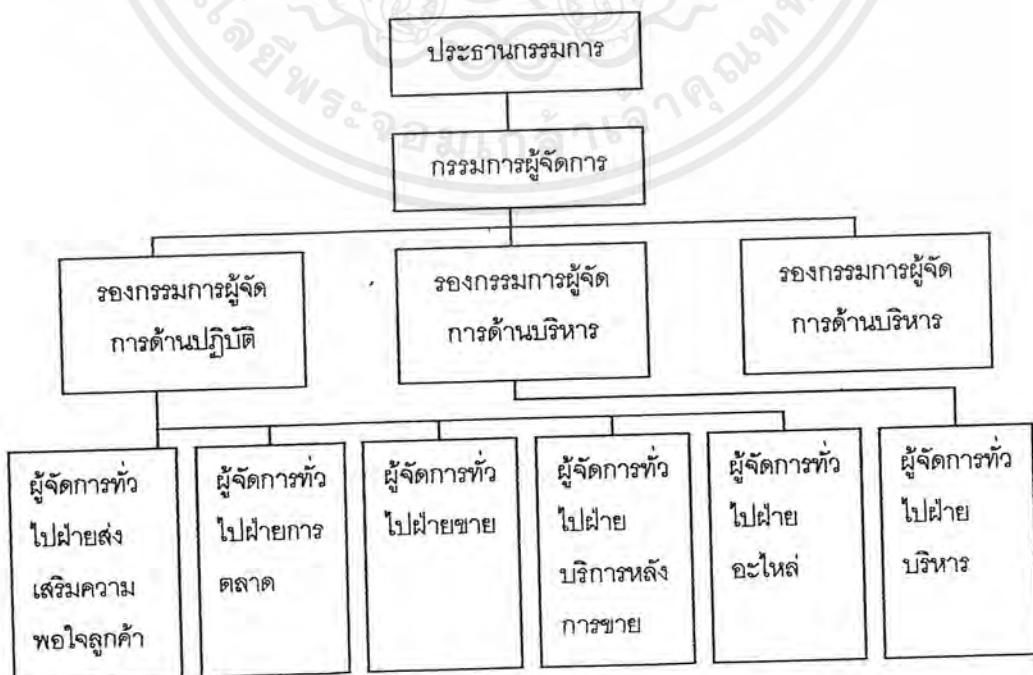 ประธานกรรมการ
กรรมการผู้จัดการ
รองกรรมการผู้จัด
การด้านปฏิบัติ
รองกรรมการผู้จัด
การด้านบริหาร
รองกรรมการผู้จัด
การด้านบริหาร
ผู้จัดการทั่ว
ไปฝ่ายส่ง
เสริมความ
พอใจลูกค้า
ผู้จัดการทั่ว
ไปฝ่ายการ
ตลาด
ผู้จัดการทั่ว
ไปฝ่ายขาย
ผู้จัดการทั่ว
ไปฝ่าย
บริการหลัง
การขาย
ผู้จัดการทั่ว
ไปฝ่าย
อะไหล่
ผู้จัดการทั่ว
ไปฝ่าย
บริหาร